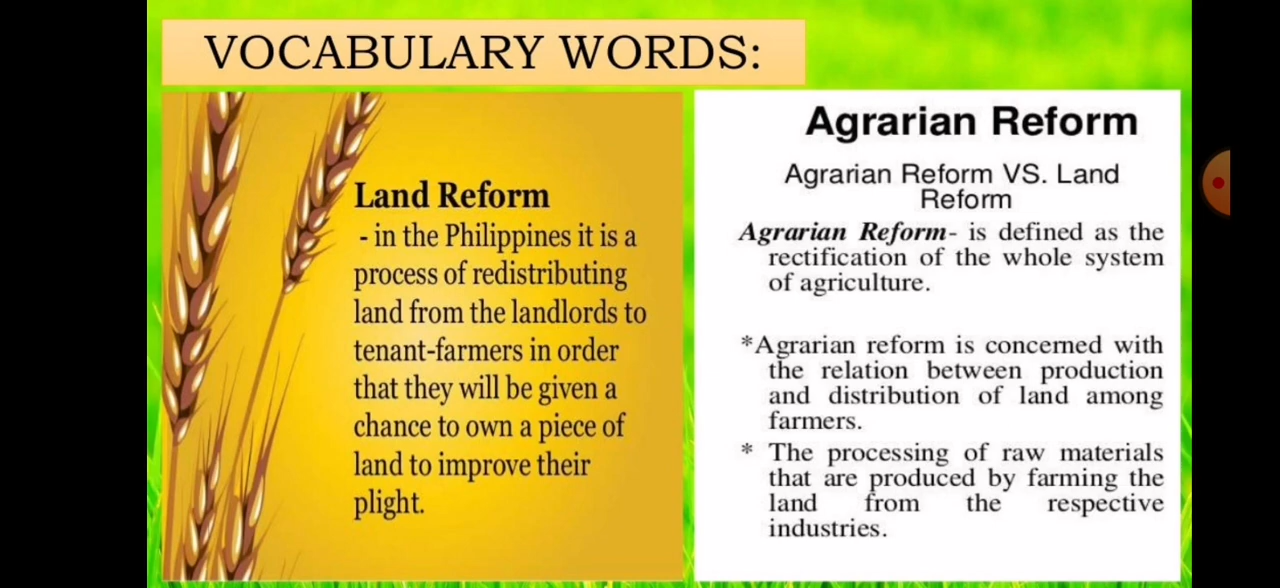 VOCABULARY WORDS:
Land Reform
- in the Philippines it is a
process of redistributing
land from the landlords to
tenant-farmers in order
that they will be given a
chance to own a piece of
land to improve their
plight.
Agrarian Reform
Agrarian Reform VS. Land
Reform
Agrarian Reform- is defined as the
rectification of the whole system
of agriculture.
*Agrarian reform is concerned with
the relation between production
and distribution of land among
farmers.
* The processing of raw materials
that are produced by farming the
land from the respective
industries.